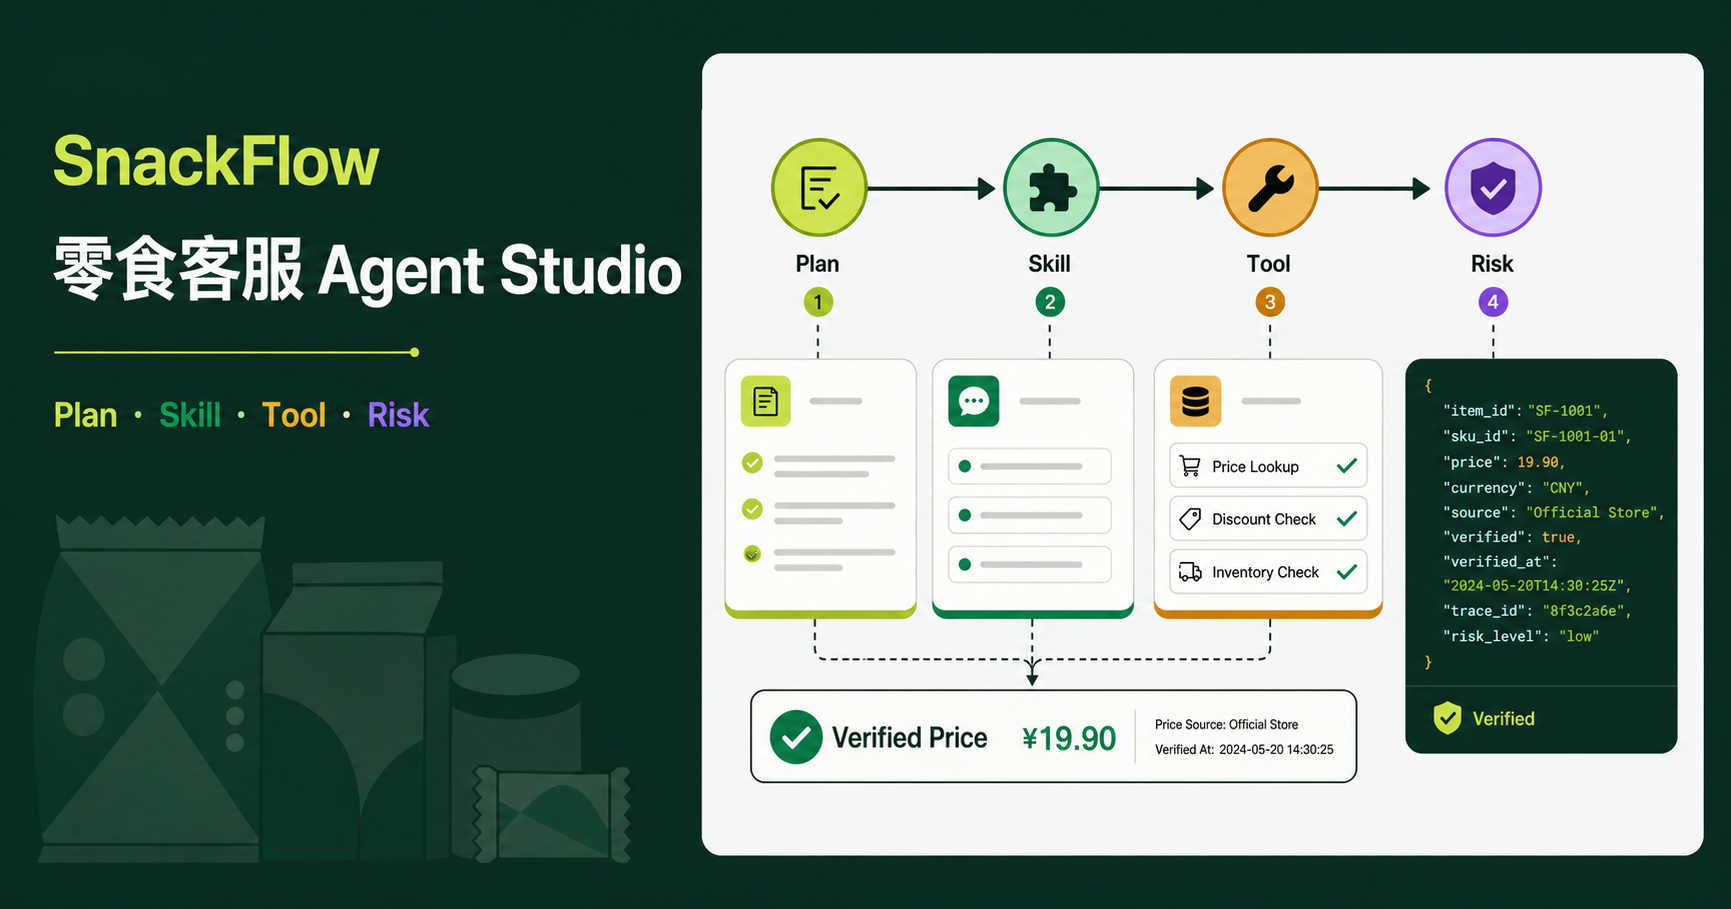 SnackFlow
零食客服 Agent Studio
Plan · Skill · Tool · Risk
Plan
Skill
Tool
Risk
1
2
3
4
Price Lookup
Discount Check
Inventory Check
{
"item_id": "SF-1001",
"sku_id": "SF-1001-01",
"price": 19.90,
"currency": "CNY",
"source": "Official Store",
"verified": true,
"verified_at":
"2024-05-20T14:30:25Z",
"trace_id": "8f3c2a6e",
"risk_level": "low"
}
Verified
Verified Price
¥19.90
Price Source: Official Store
Verified At: 2024-05-20 14:30:25